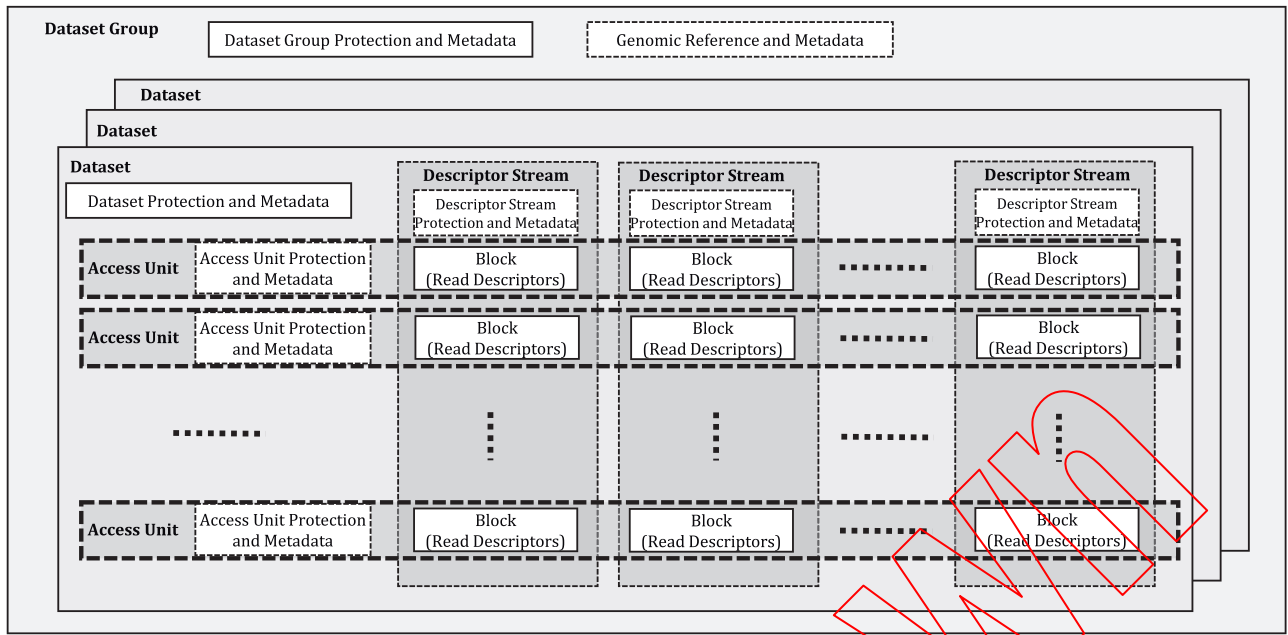 Dataset Group
Dataset Group Protection and Metadata
Genomic Reference and Metadata
Dataset
Dataset
Dataset
Dataset Protection and Metadata
Descriptor Stream
Descriptor Stream
Protection and Metadata
Descriptor Stream
Descriptor Stream
Protection and Metadata
Descriptor Stream
Descriptor Stream
Protection and Metadata
Access Unit
Access Unit Protection
and Metadata
Block
(Read Descriptors)
Block
(Read Descriptors)
Block
(Read Descriptors)
Access Unit
Access Unit Protection
and Metadata
Block
(Read Descriptors)
Block
(Read Descriptors)
Block
(Read Descriptors)
Access Unit
Access Unit Protection
and Metadata
Block
(Read Descriptors)
Block
(Read Descriptors)
Block
(Read Descriptors)